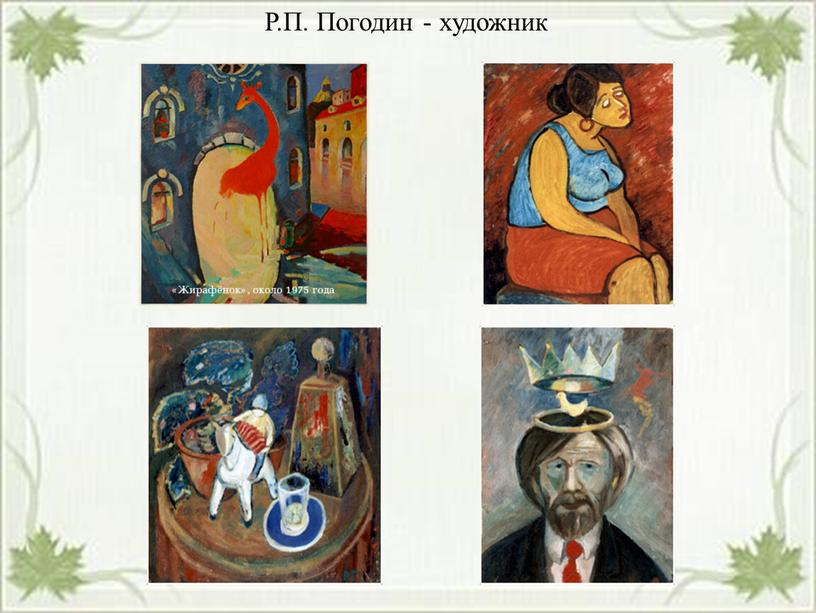 Р.П. Погодин - художник
«Жирафёнок», около 1975 года